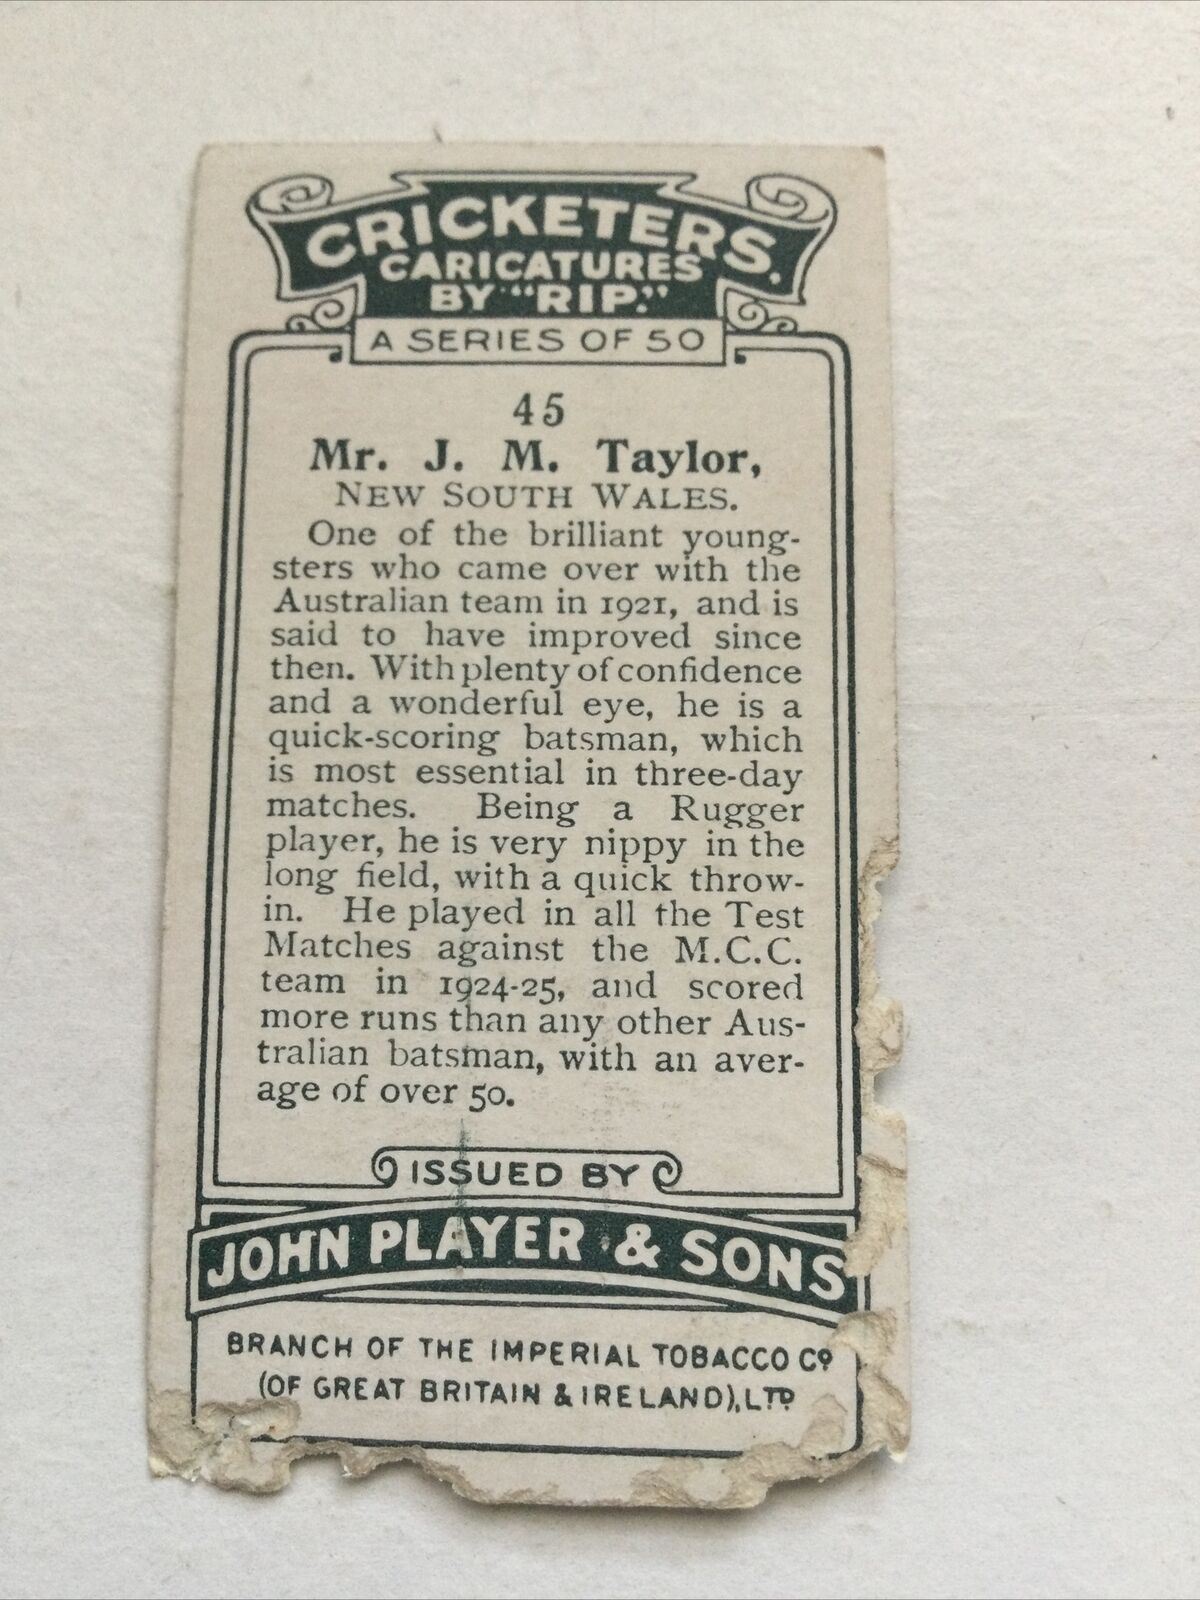 CRICKETERS,
CARICATURES
BY "RIP."
A SERIES OF 50
45
Mr. J. M. Taylor,
NEW SOUTH WALES.
One of the brilliant young-
sters who came over with the
Australian team in 1921, and is
said to have improved since
then. With plenty of confidence
and a wonderful eye, he is a
quick-scoring batsman, which
is most essential in three-day
matches. Being a Rugger
player, he is very nippy in the
long field, with a quick throw-
in. He played in all the Test
Matches against the M.C.C.
team in 1924-25, and scored
more runs than any other Aus-
tralian batsman, with an aver-
age of over 50.
ISSUED BY
JOHN PLAYER & SONS
BRANCH OF THE IMPERIAL TOBACCO Cº
(OF GREAT BRITAIN & IRELAND), LTD